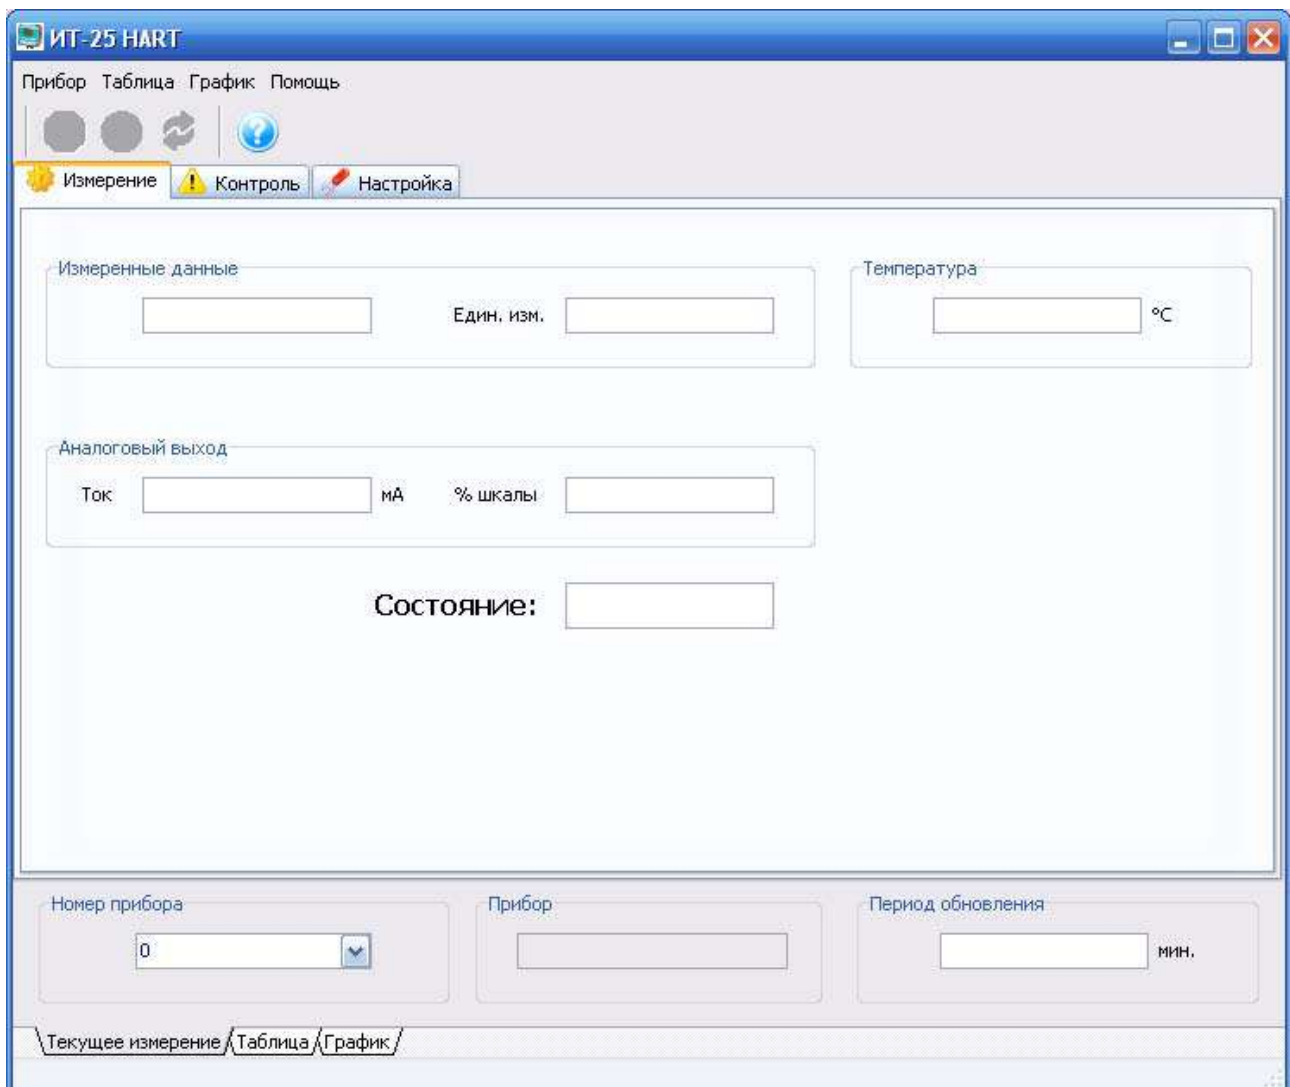 ИТ-25 HART
Прибор Таблица График Помощь
?
Измерение ! Контроль Настройка
Измеренные данные Температура
Един. изм. °C
Аналоговый выход
Ток мА % шкалы
Состояние:
Номер прибора Прибор Период обновления
0 мин.
Текущее измерение Таблица График